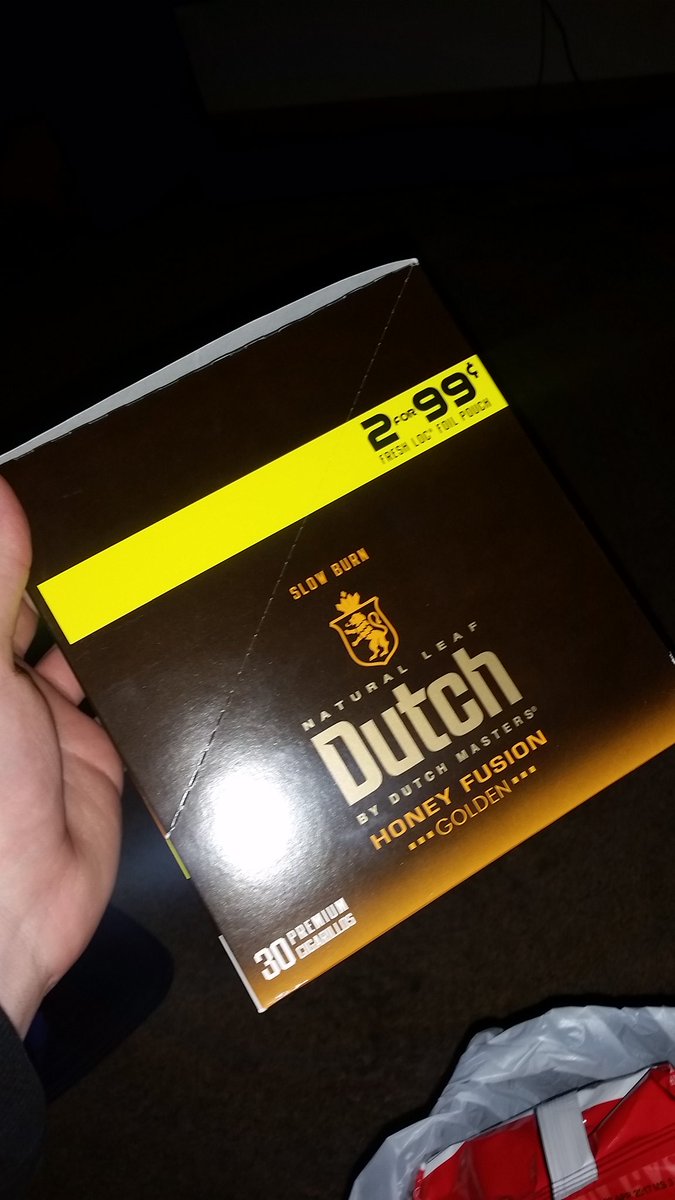 2 FOR 99¢
FRESH LOC® FOIL POUCH
SLOW BURN
NATURAL LEAF
Dutch
BY DUTCH MASTERS®
HONEY FUSION
•••GOLDEN•••
30 PREMIUM
CIGARILLOS